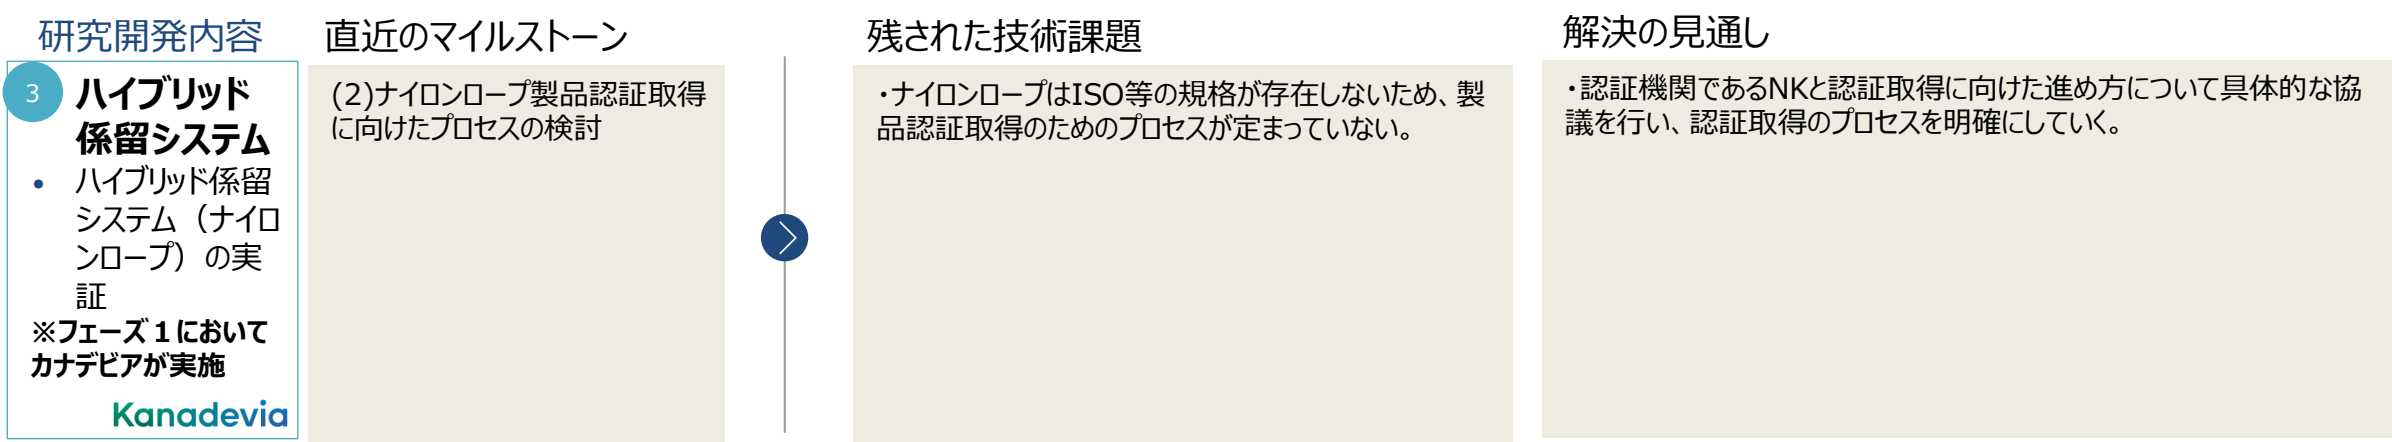 研究開発内容
3
ハイブリッド
係留システム
• ハイブリッド係留
システム（ナイロ
ンロープ）の実
証
※フェーズ１において
カナデビアが実施
Kanadevia
直近のマイルストーン
(2)ナイロンロープ製品認証取得
に向けたプロセスの検討
残された技術課題
・ナイロンロープはISO等の規格が存在しないため、製
品認証取得のためのプロセスが定まっていない。
解決の見通し
・認証機関であるNKと認証取得に向けた進め方について具体的な協
議を行い、認証取得のプロセスを明確にしていく。